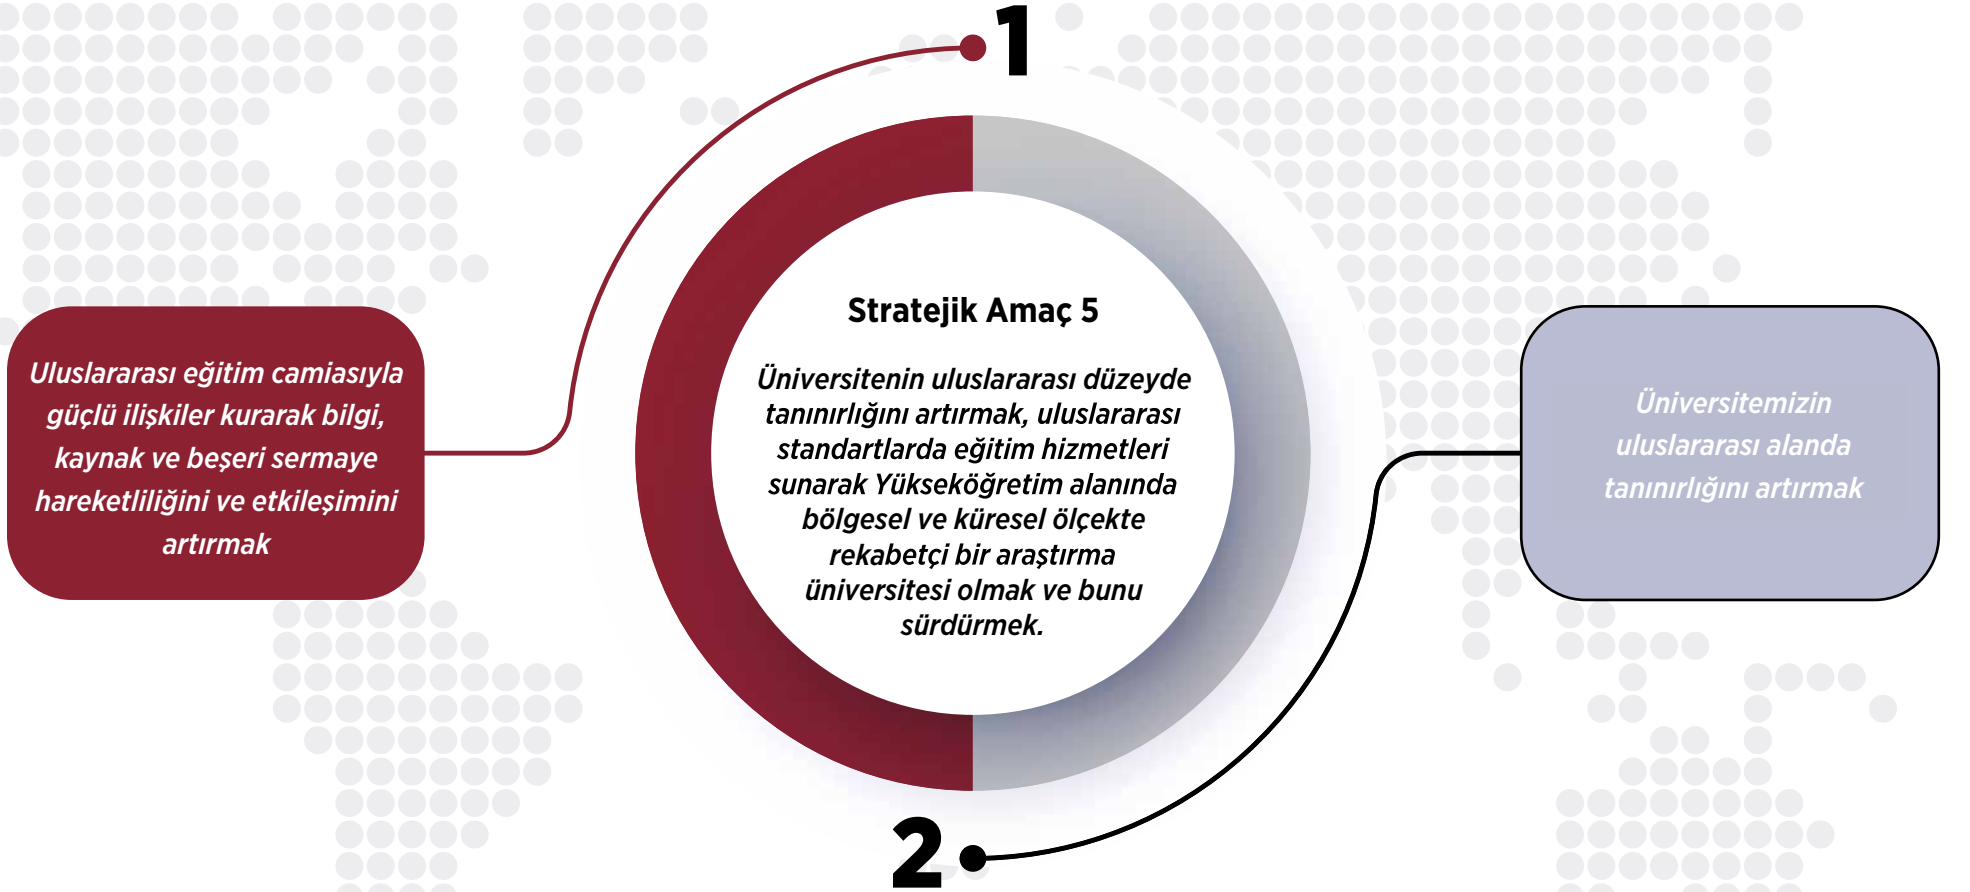 1
Uluslararası eğitim camiasıyla
güçlü ilişkiler kurarak bilgi,
kaynak ve beşeri sermaye
hareketliliğini ve etkileşimini
artırmak
Stratejik Amaç 5
Üniversitenin uluslararası düzeyde
tanınırlığını artırmak, uluslararası
standartlarda eğitim hizmetleri
sunarak Yükseköğretim alanında
bölgesel ve küresel ölçekte
rekabetçi bir araştırma
üniversitesi olmak ve bunu
sürdürmek.
Üniversitemizin
uluslararası alanda
tanınırlığını artırmak
2